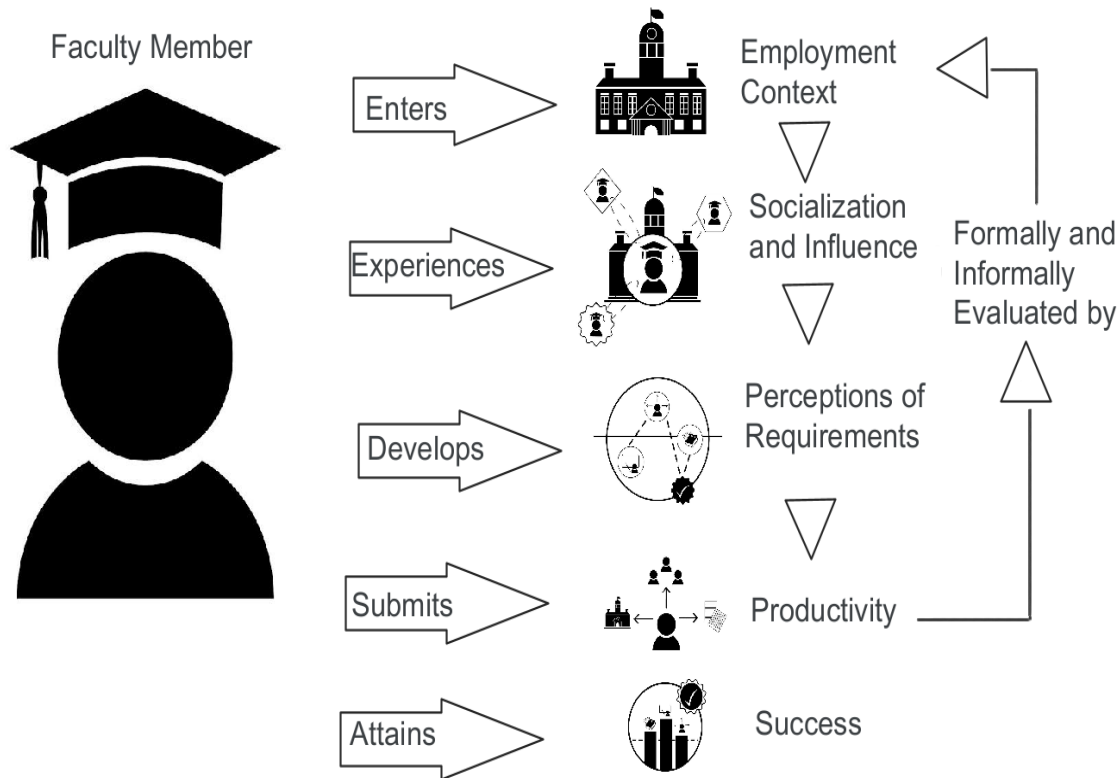 Faculty Member
Enters
Employment
Context
Experiences
Socialization
and Influence
Develops
Perceptions of
Requirements
Submits
Productivity
Attains
Success
Formally and
Informally
Evaluated by